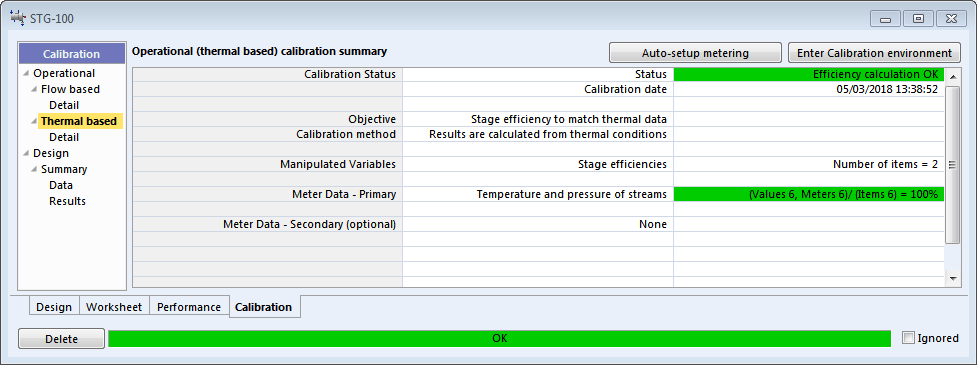 STG-100
Calibration
Operational
Flow based
Detail
Thermal based
Detail
Design
Summary
Data
Results
Operational (thermal based) calibration summary
Auto-setup metering
Enter Calibration environment
Calibration Status Status Efficiency calculation OK
Calibration date 05/03/2018 13:38:52
Objective Stage efficiency to match thermal data
Calibration method Results are calculated from thermal conditions
Manipulated Variables Stage efficiencies Number of items = 2
Meter Data - Primary Temperature and pressure of streams (Values 6, Meters 6)/ (Items 6) = 100%
Meter Data - Secondary (optional) None
Design Worksheet Performance Calibration
Delete OK Ignored